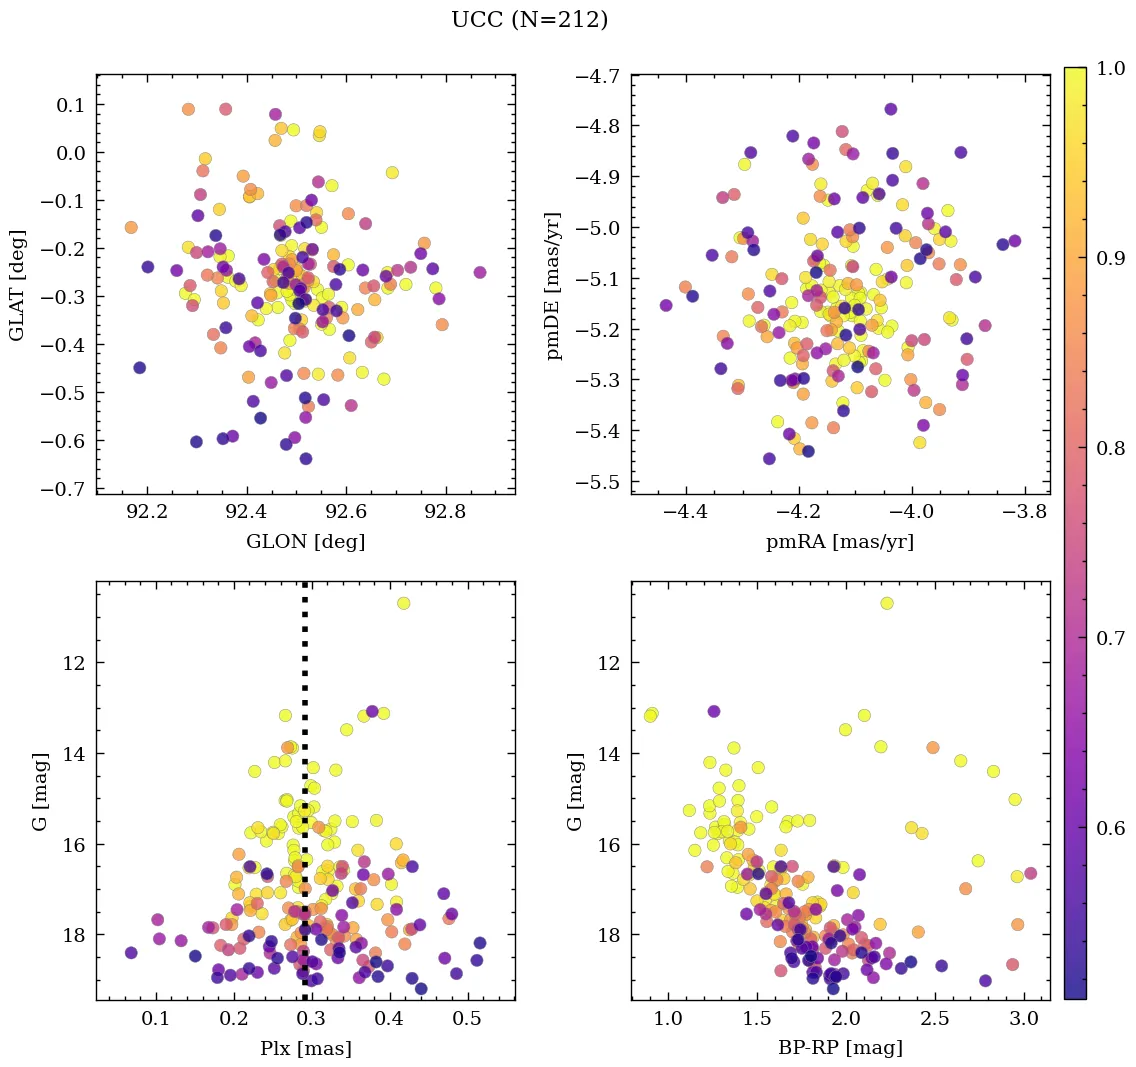 UCC (N=212)
0.1
0.0
−0.1
−0.2
−0.3
−0.4
−0.5
−0.6
−0.7
GLAT [deg]
92.2 92.4 92.6 92.8
GLON [deg]
−4.7
−4.8
−4.9
−5.0
−5.1
−5.2
−5.3
−5.4
−5.5
pmDE [mas/yr]
−4.4 −4.2 −4.0 −3.8
pmRA [mas/yr]
12
14
16
18
G [mag]
0.1 0.2 0.3 0.4 0.5
Plx [mas]
12
14
16
18
G [mag]
1.0 1.5 2.0 2.5 3.0
BP-RP [mag]
1.0
0.9
0.8
0.7
0.6